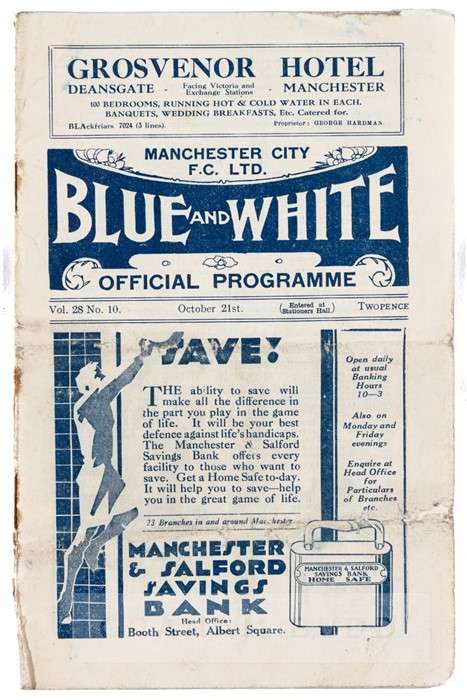 GROSVENOR HOTEL
DEANSGATE - Facing Victoria and Exchange Stations - MANCHESTER
100 BEDROOMS, RUNNING HOT & COLD WATER IN EACH.
BANQUETS, WEDDING BREAKFASTS, Etc. Catered for.
BLAckfriars 7024 (3 lines). Proprietor: GEORGE HARDMAN.
MANCHESTER CITY
F.C. LTD.
BLUE AND WHITE
OFFICIAL PROGRAMME
Vol. 28 No. 10. October 21st. (Entered at Stationers Hall.) TWOPENCE
SAVE!
THE ability to save will
make all the difference in
the part you play in the game
of life. It will be your best
defence against life's handicaps.
The Manchester & Salford
Savings Bank offers every
facility to those who want to
save. Get a Home Safe to-day.
It will help you to save—help
you in the great game of life.
73 Branches in and around Manchester.
MANCHESTER
& SALFORD
SAVINGS
BANK
Head Office:
Booth Street, Albert Square.
Open daily
at usual
Banking
Hours
10—3
Also on
Monday and
Friday
evenings
Enquire at
Head Office
for
Particulars
of Branches
etc.
MANCHESTER & SALFORD
SAVINGS BANK
HOME SAFE